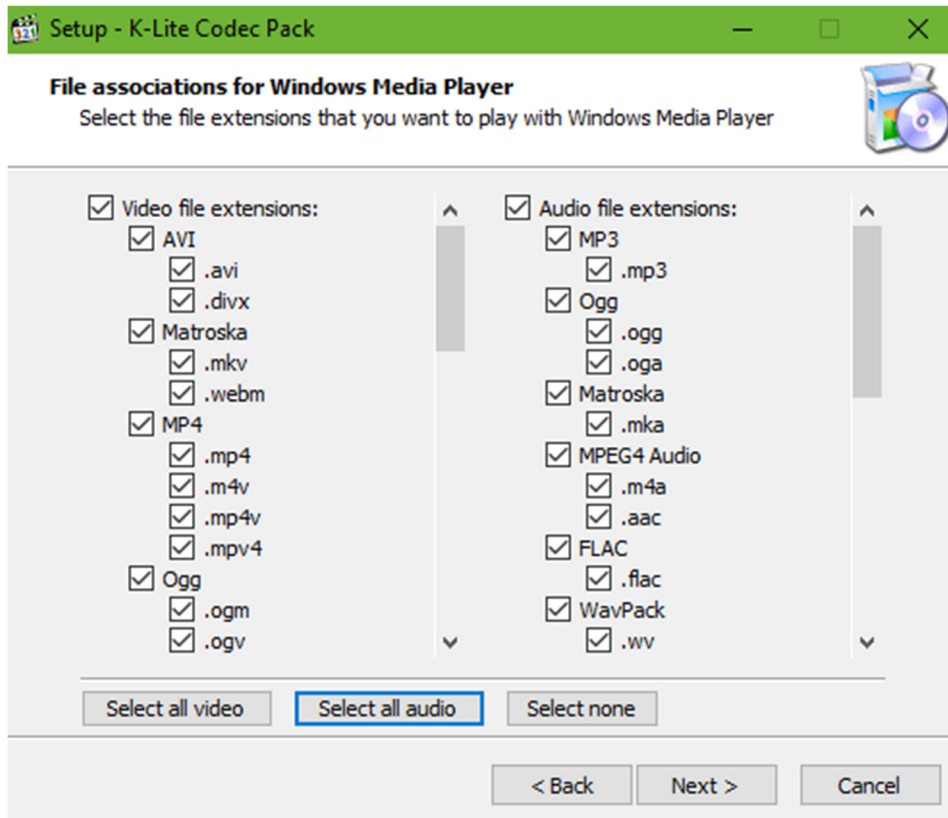 Setup - K-Lite Codec Pack
File associations for Windows Media Player
Select the file extensions that you want to play with Windows Media Player
Video file extensions:
AVI
.avi
.divx
Matroska
.mkv
.webm
MP4
.mp4
.m4v
.mp4v
.mpv4
Ogg
.ogm
.ogv
Audio file extensions:
MP3
.mp3
Ogg
.ogg
.oga
Matroska
.mka
MPEG4 Audio
.m4a
.aac
FLAC
.flac
WavPack
.wv
Select all video
Select all audio
Select none
< Back
Next >
Cancel